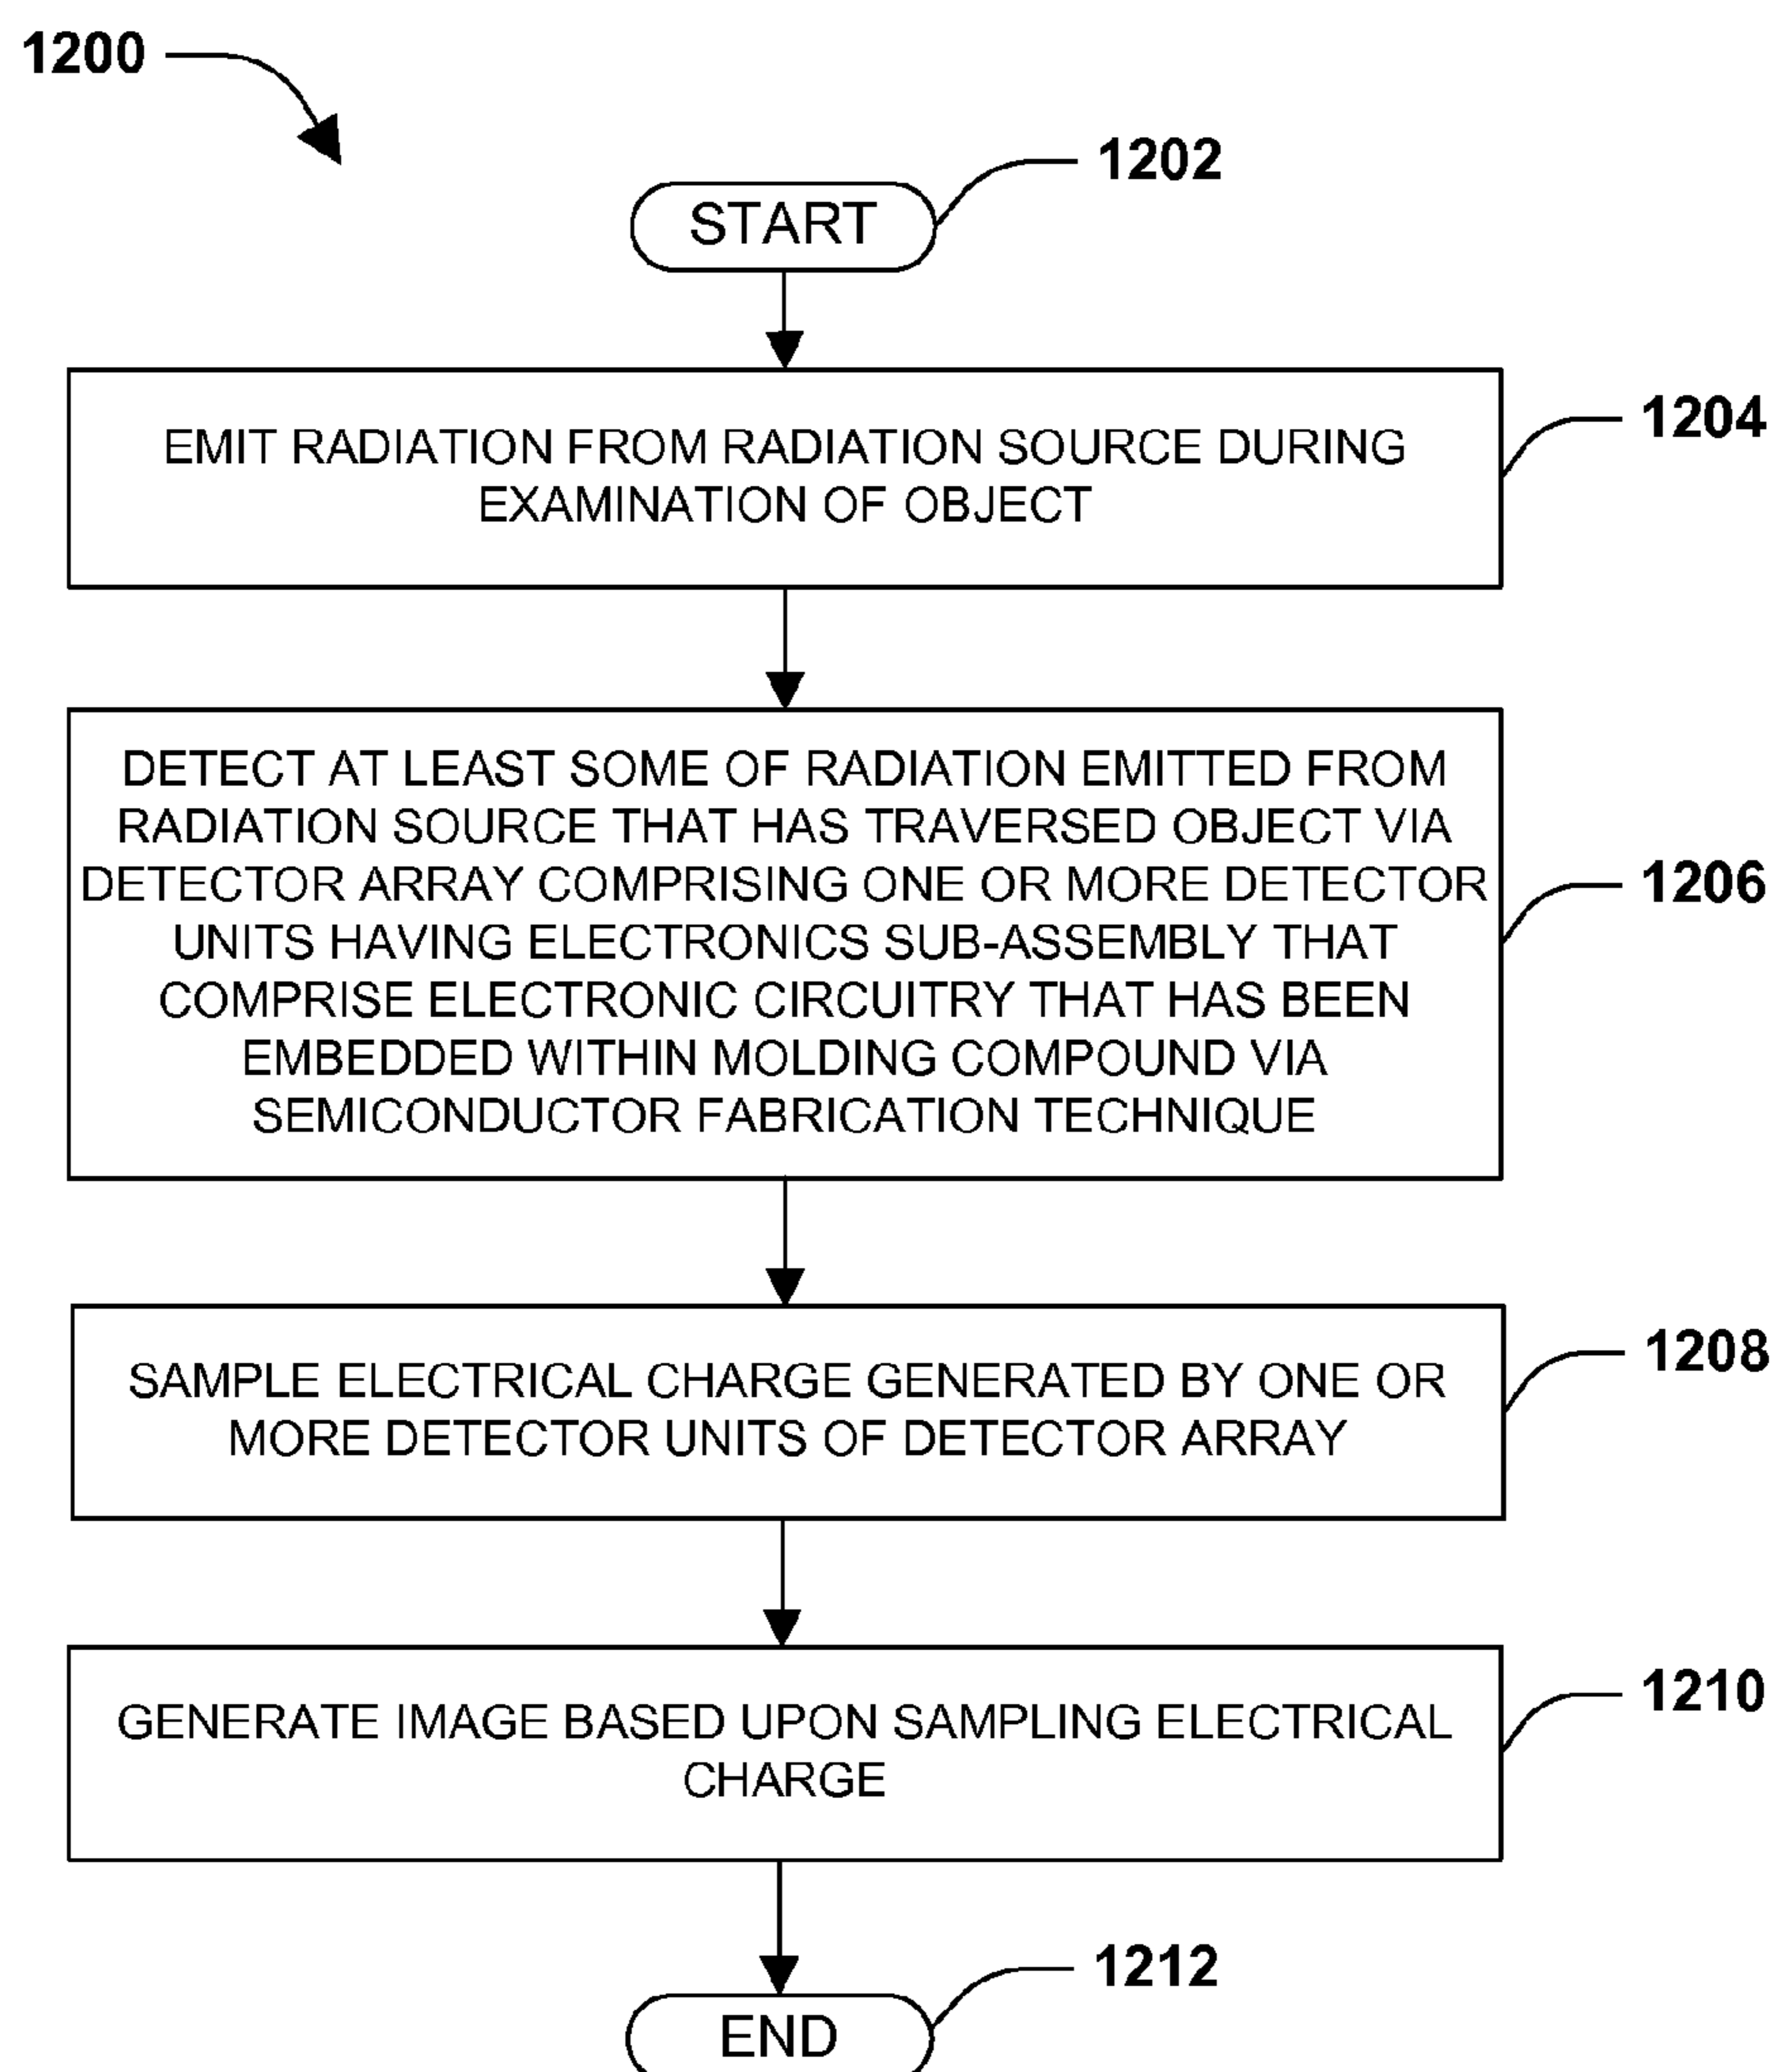 1200
1202
START
1204
EMIT RADIATION FROM RADIATION SOURCE DURING
EXAMINATION OF OBJECT
1206
DETECT AT LEAST SOME OF RADIATION EMITTED FROM
RADIATION SOURCE THAT HAS TRAVERSED OBJECT VIA
DETECTOR ARRAY COMPRISING ONE OR MORE DETECTOR
UNITS HAVING ELECTRONICS SUB-ASSEMBLY THAT
COMPRISE ELECTRONIC CIRCUITRY THAT HAS BEEN
EMBEDDED WITHIN MOLDING COMPOUND VIA
SEMICONDUCTOR FABRICATION TECHNIQUE
1208
SAMPLE ELECTRICAL CHARGE GENERATED BY ONE OR
MORE DETECTOR UNITS OF DETECTOR ARRAY
1210
GENERATE IMAGE BASED UPON SAMPLING ELECTRICAL
CHARGE
1212
END